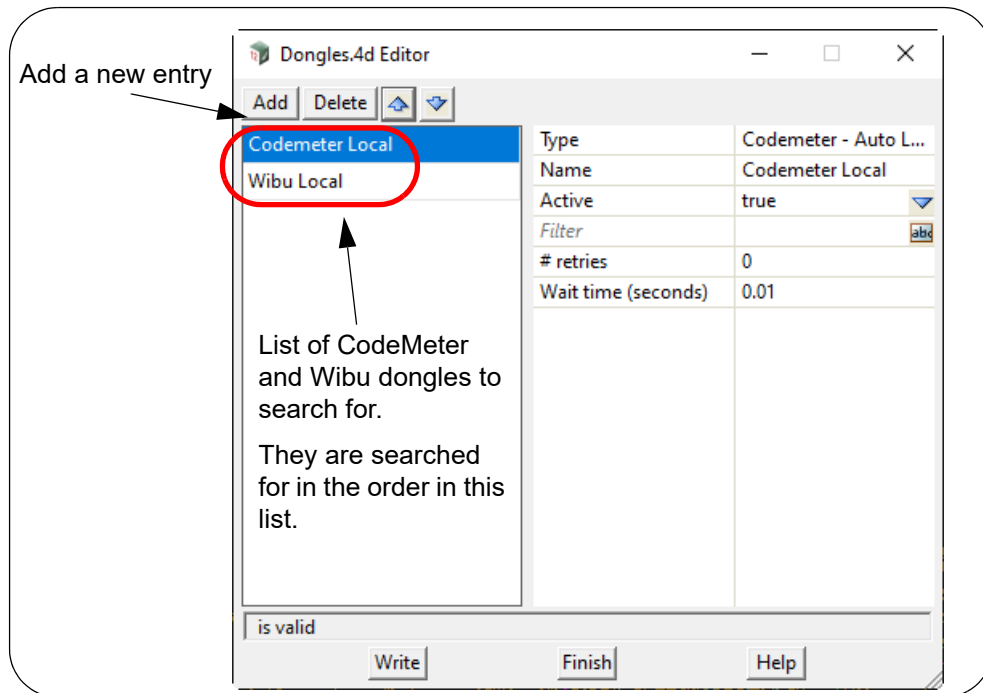 Dongles.4d Editor
Add a new entry
Add Delete
Codemeter Local
Wibu Local
Type Codemeter - Auto L...
Name Codemeter Local
Active true
Filter abc
# retries 0
Wait time (seconds) 0.01
List of CodeMeter
and Wibu dongles to
search for.
They are searched
for in the order in this
list.
is valid
Write Finish Help